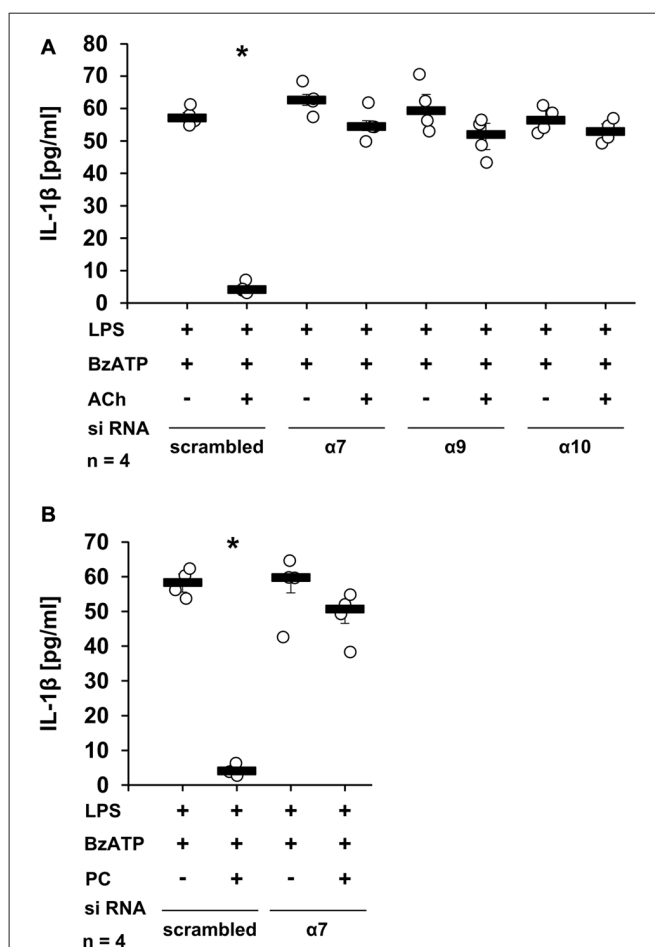 A
80
*
70
60
50
40
30
20
10
0
IL-1β [pg/ml]
LPS + + + + + + + +
BzATP + + + + + + + +
ACh - + - + - + - +
si RNA
scrambled α7 α9 α10
n = 4
B
70
*
60
50
40
30
20
10
0
IL-1β [pg/ml]
LPS + + + +
BzATP + + + +
PC - + - +
si RNA
scrambled α7
n = 4